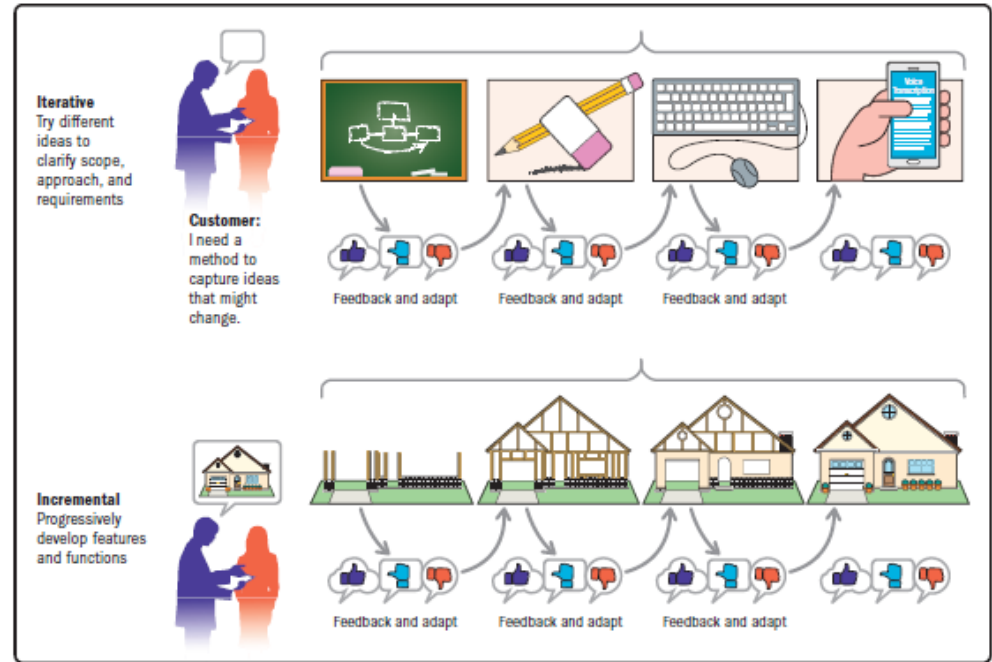 Iterative
Try different
ideas to
clarify scope,
approach, and
requirements
Customer:
I need a
method to
capture ideas
that might
change.
Voice
Transcription
Feedback and adapt
Feedback and adapt
Feedback and adapt
Incremental
Progressively
develop features
and functions
Feedback and adapt
Feedback and adapt
Feedback and adapt